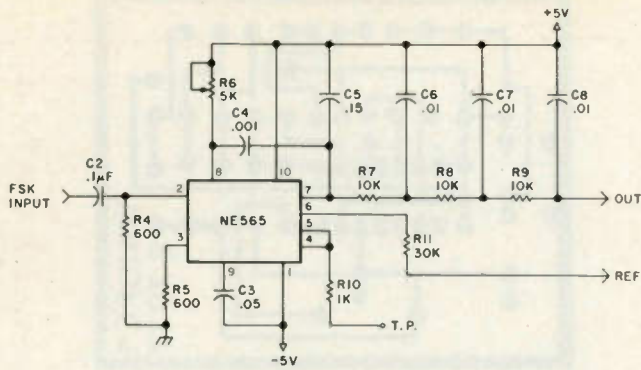 +5V
R6
5K
C4
.001
C5
.15
C6
.01
C7
.01
C8
.01
C2
.1µF
FSK
INPUT
8
10
2
NE565
7
R7
10K
R8
10K
R9
10K
OUT
6
R4
600
3
5
4
R11
30K
REF
9
1
R5
600
C3
.05
R10
1K
T.P.
-5V